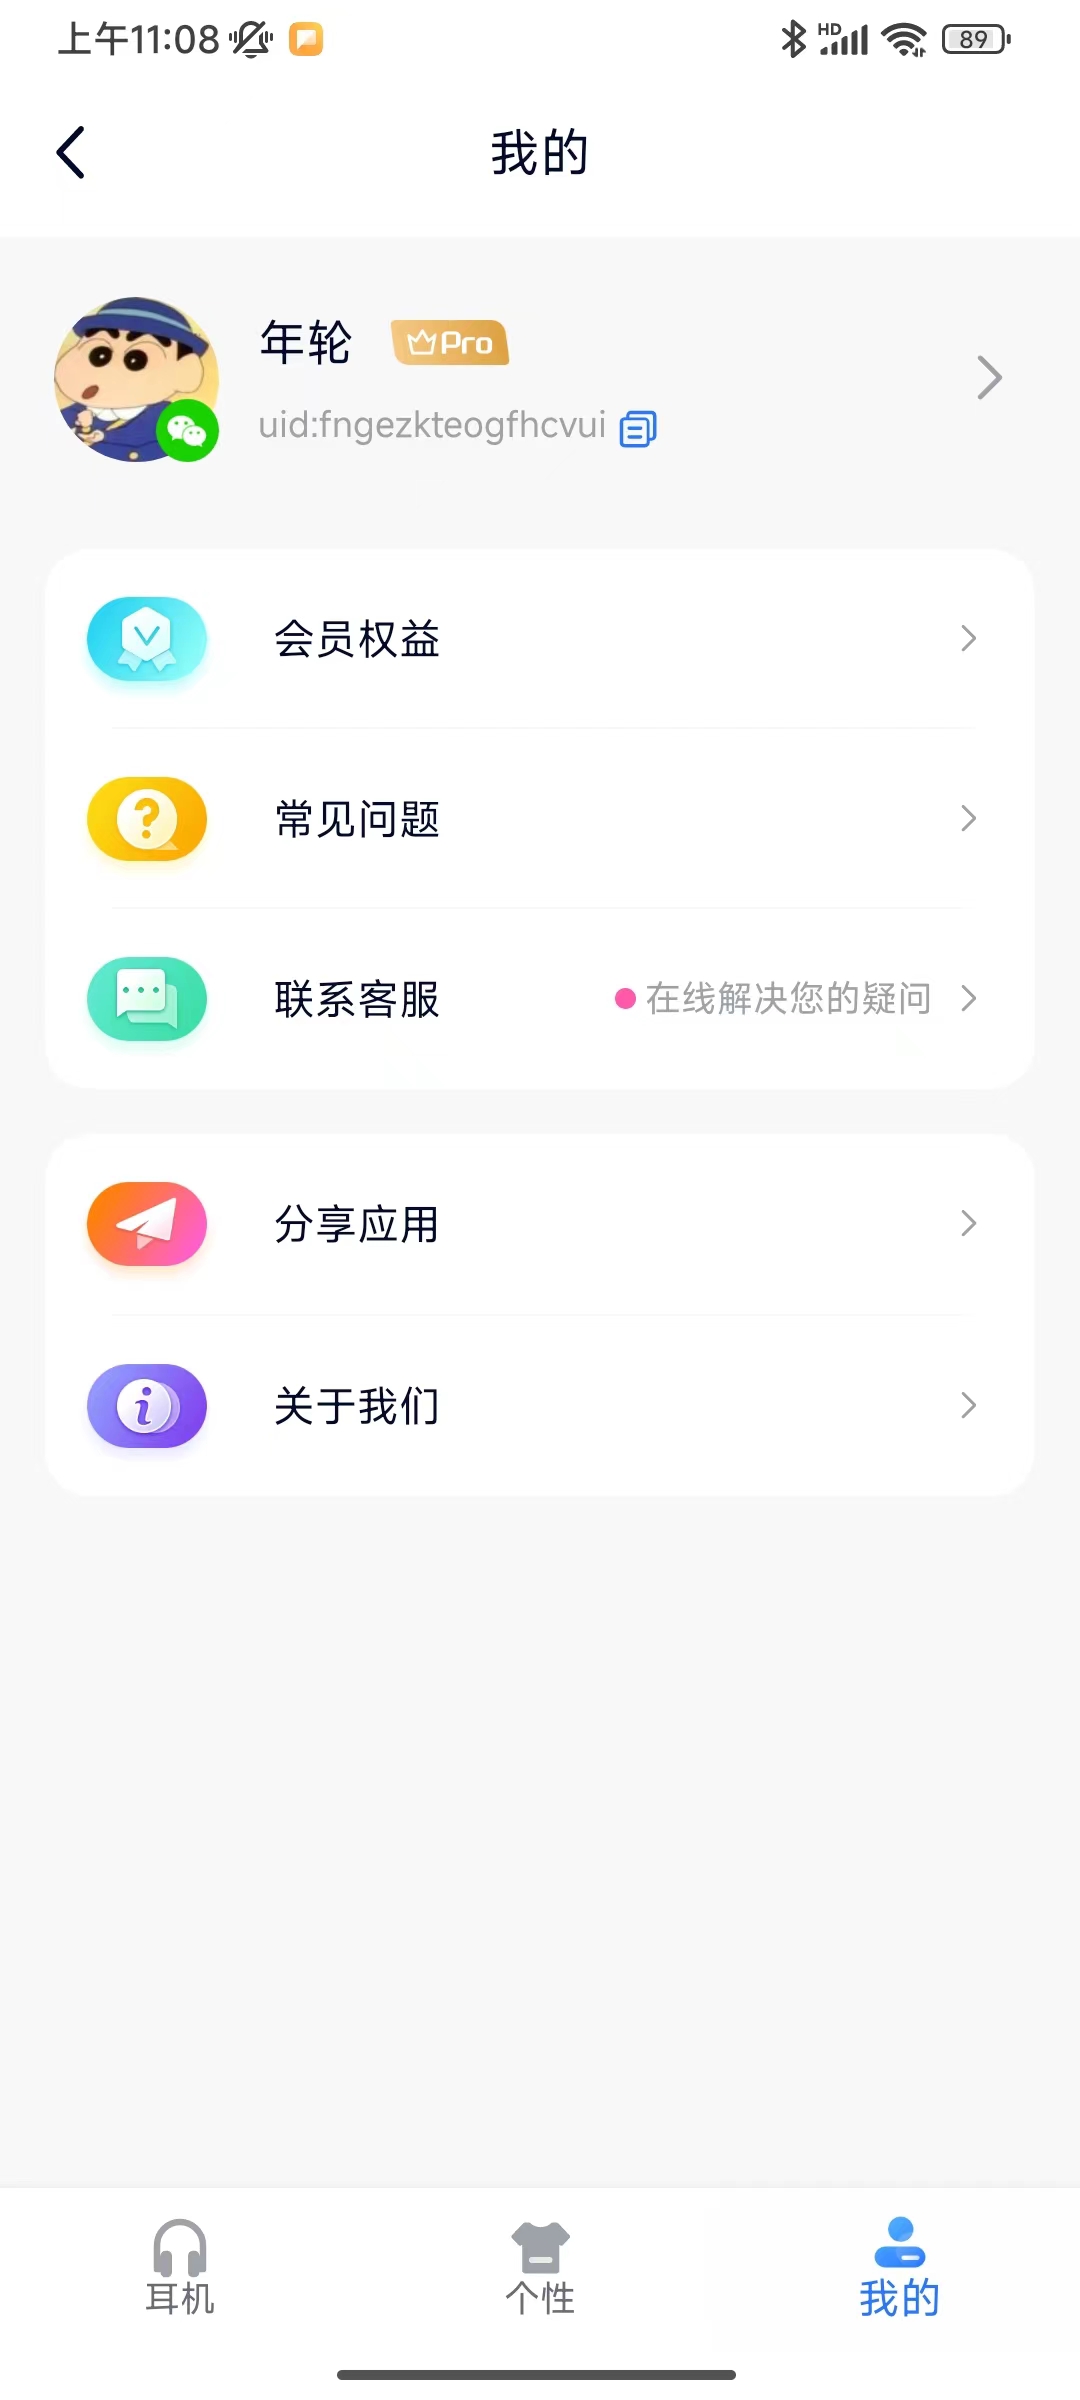 上午11:08 HD 89
我的
年轮 Pro
uid:fngezkteogfhcvui
会员权益
常见问题
联系客服 在线解决您的疑问
分享应用
关于我们
耳机 个性 我的